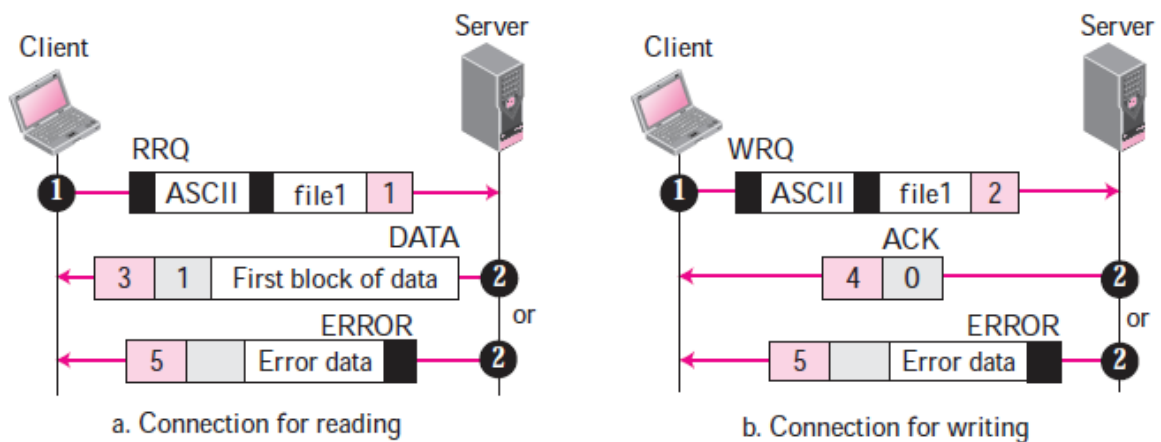 Client
Server
RRQ
1 ASCII file1 1
DATA
3 1 First block of data 2
or
ERROR
5 Error data 2
a. Connection for reading
Client
Server
WRQ
1 ASCII file1 2
ACK
4 0 2
or
ERROR
5 Error data 2
b. Connection for writing